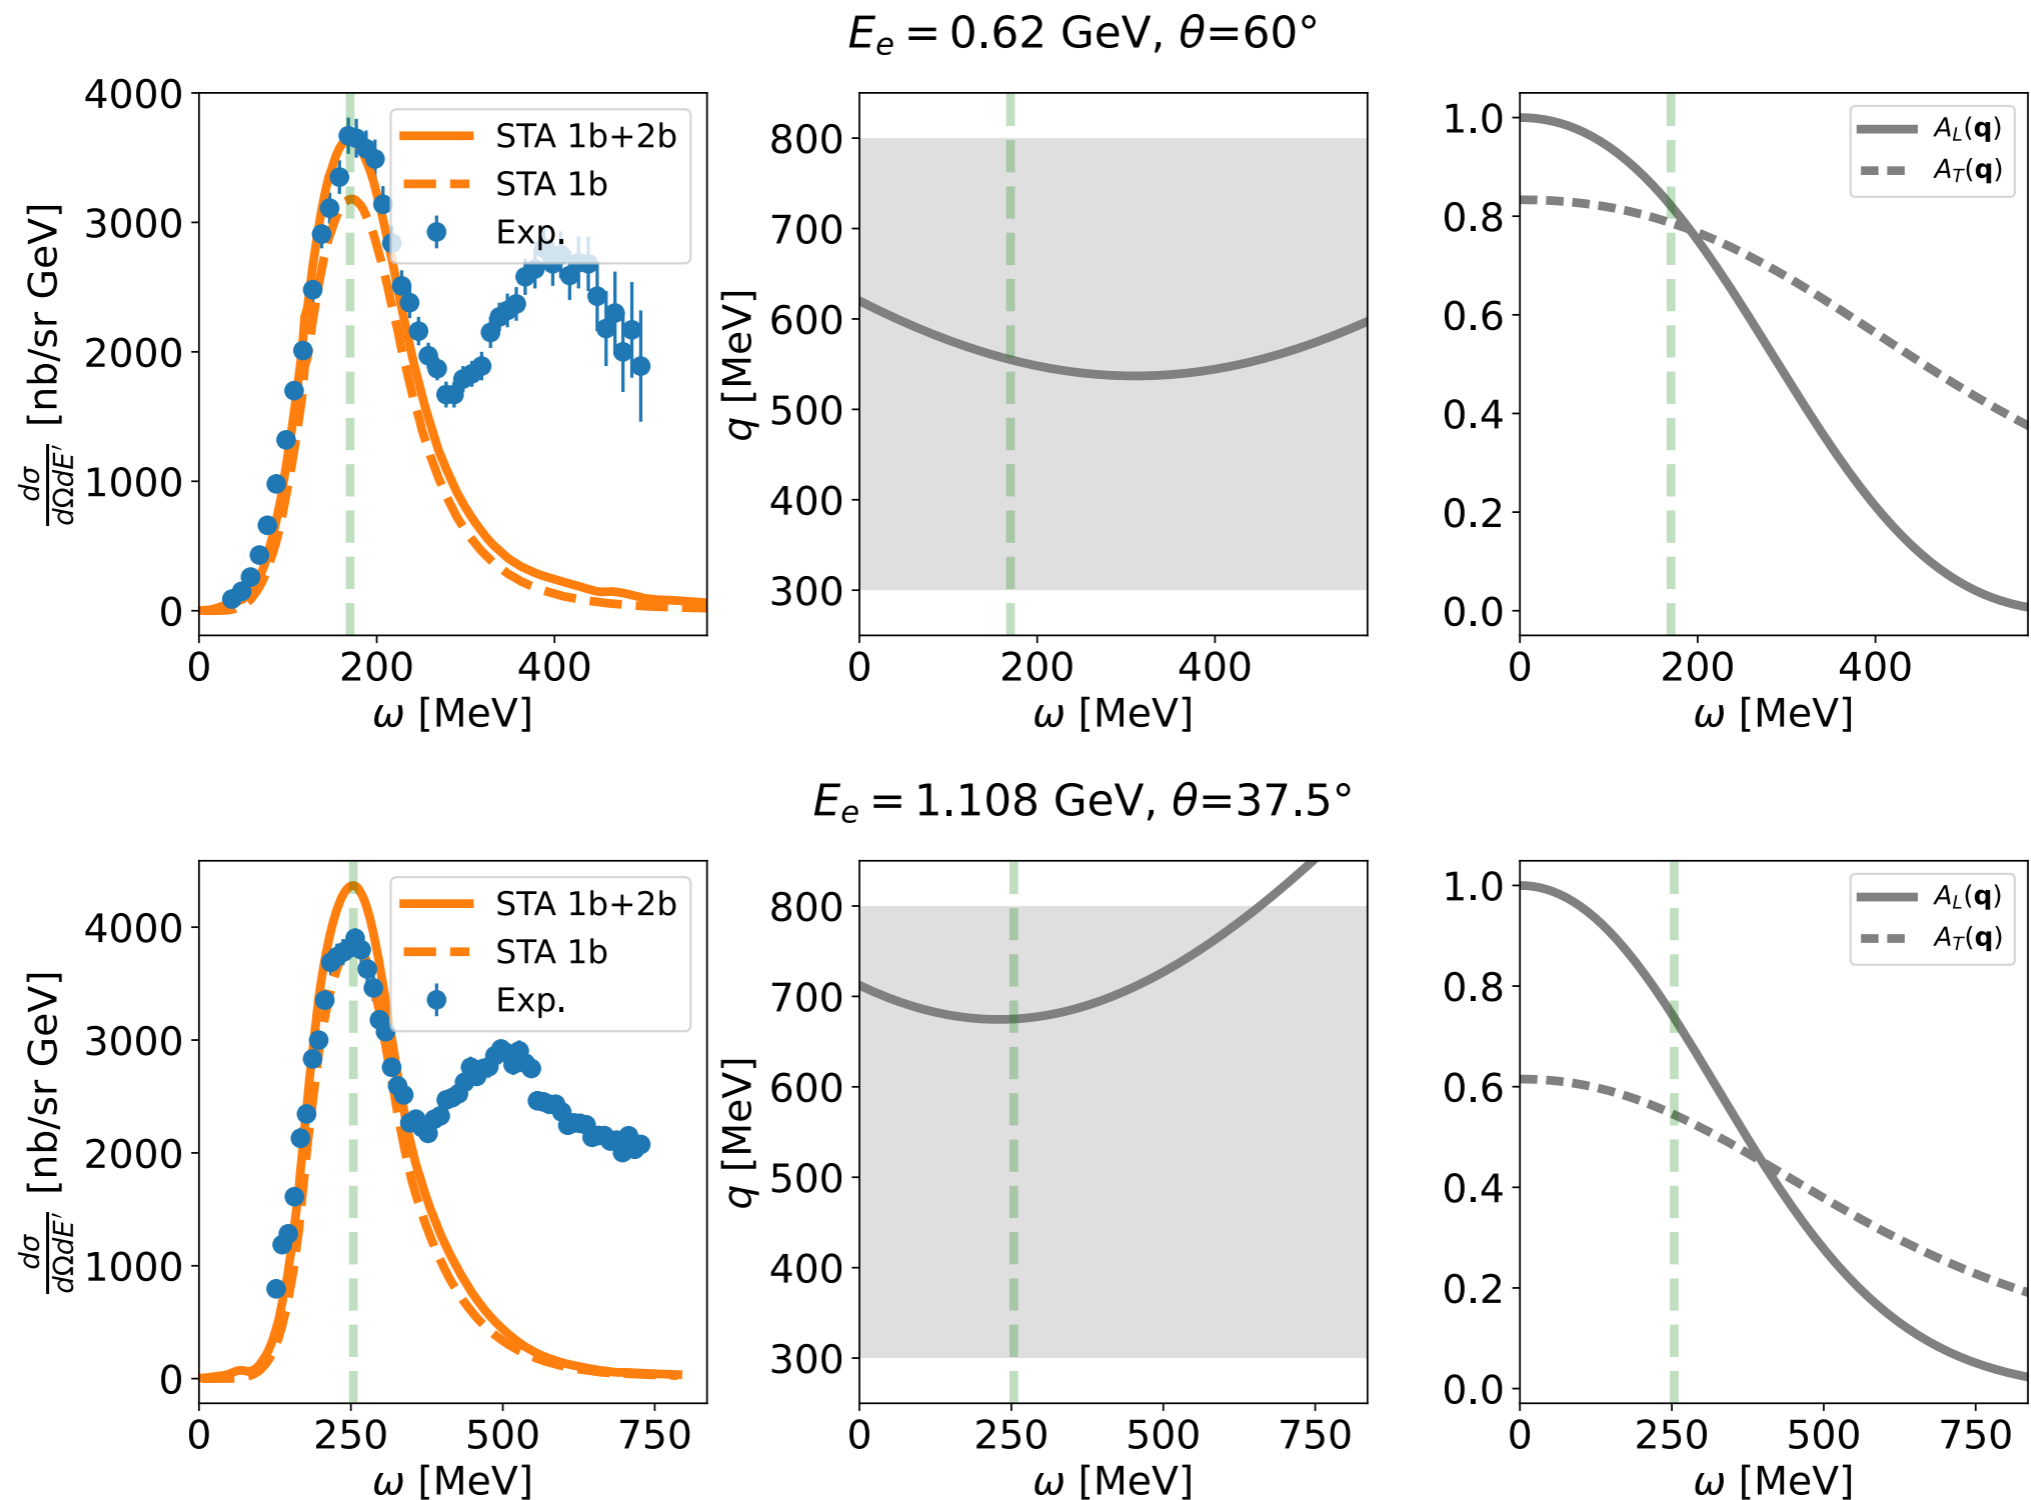 E_e = 0.62 GeV, θ=60°
4000
3000
2000
1000
0
dσ/dΩdE′ [nb/sr GeV]
STA 1b+2b
STA 1b
Exp.
0 200 400
ω [MeV]
800
700
600
500
400
300
q [MeV]
0 200 400
ω [MeV]
1.0
0.8
0.6
0.4
0.2
0.0
A_L(q)
A_T(q)
0 200 400
ω [MeV]
E_e = 1.108 GeV, θ=37.5°
4000
3000
2000
1000
0
dσ/dΩdE′ [nb/sr GeV]
STA 1b+2b
STA 1b
Exp.
0 250 500 750
ω [MeV]
800
700
600
500
400
300
q [MeV]
0 250 500 750
ω [MeV]
1.0
0.8
0.6
0.4
0.2
0.0
A_L(q)
A_T(q)
0 250 500 750
ω [MeV]